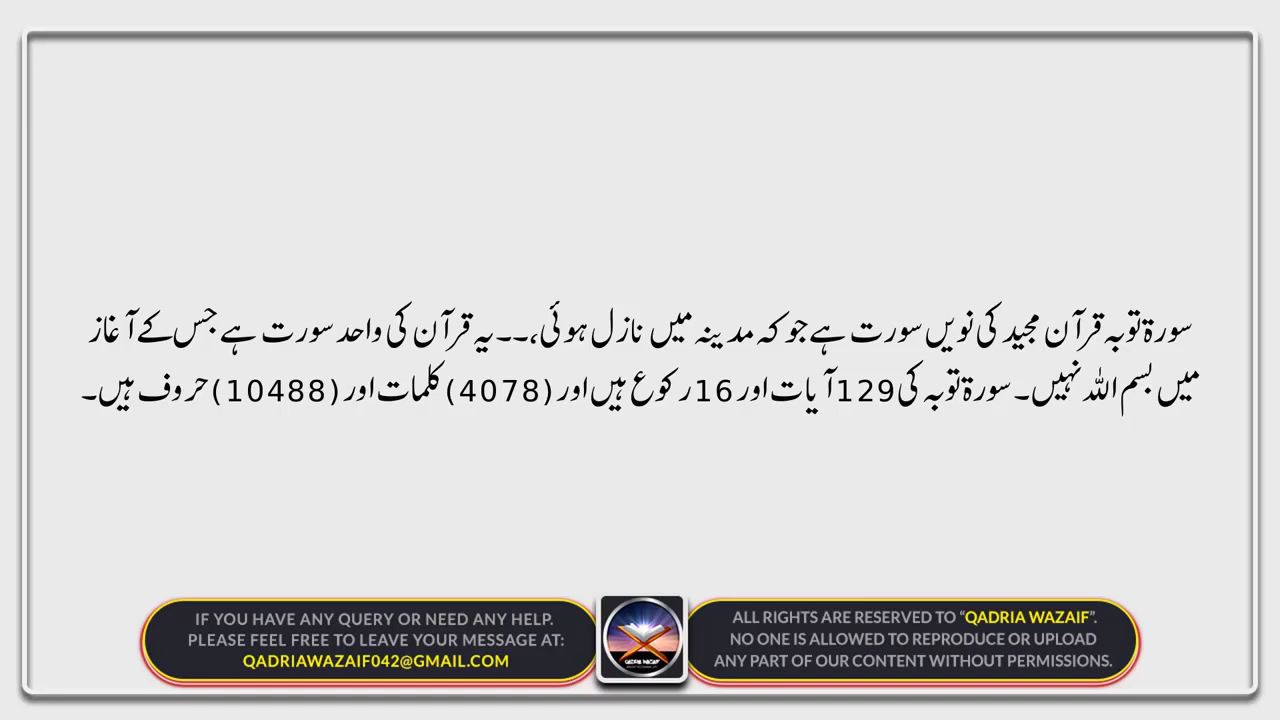 سورۃ توبہ قرآن مجید کی نویں سورت ہے جو کہ مدینہ میں نازل ہوئی،۔۔یہ قرآن کی واحد سورت ہے جس کے آغاز
میں بسم اللہ نہیں۔ سورۃ توبہ کی 129آیات اور 16رکوع ہیں اور (4078) کلمات اور (10488) حروف ہیں۔
IF YOU HAVE ANY QUERY OR NEED ANY HELP.
PLEASE FEEL FREE TO LEAVE YOUR MESSAGE AT:
QADRIAWAZAIF042@GMAIL.COM
QADRIA WAZAIF
ALL RIGHTS ARE RESERVED TO “QADRIA WAZAIF”.
NO ONE IS ALLOWED TO REPRODUCE OR UPLOAD
ANY PART OF OUR CONTENT WITHOUT PERMISSIONS.